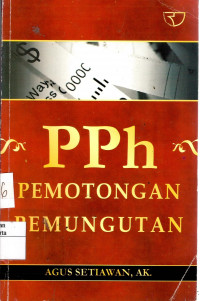 PPh
PEMOTONGAN
PEMUNGUTAN
AGUS SETIAWAN, AK.